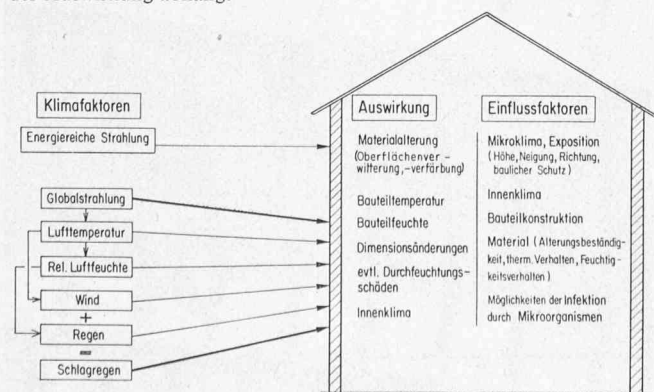 Klimafaktoren
Energiereiche Strahlung
Globalstrahlung
Lufttemperatur
Rel. Luftfeuchte
Wind
+
Regen
=
Schlagregen
Auswirkung
Materialalterung
(Oberflächenver-
witterung,-verfärbung)
Bauteiltemperatur
Bauteilfeuchte
Dimensionsänderungen
evtl. Durchfeuchtungs-
schäden
Innenklima
Einflussfaktoren
Mikroklima, Exposition
(Höhe, Neigung, Richtung,
baulicher Schutz)
Innenklima
Bauteilkonstruktion
Material (Alterungsbeständig-
keit, therm. Verhalten, Feuchtig-
keitsverhalten)
Möglichkeiten der Infektion
durch Mikroorganismen